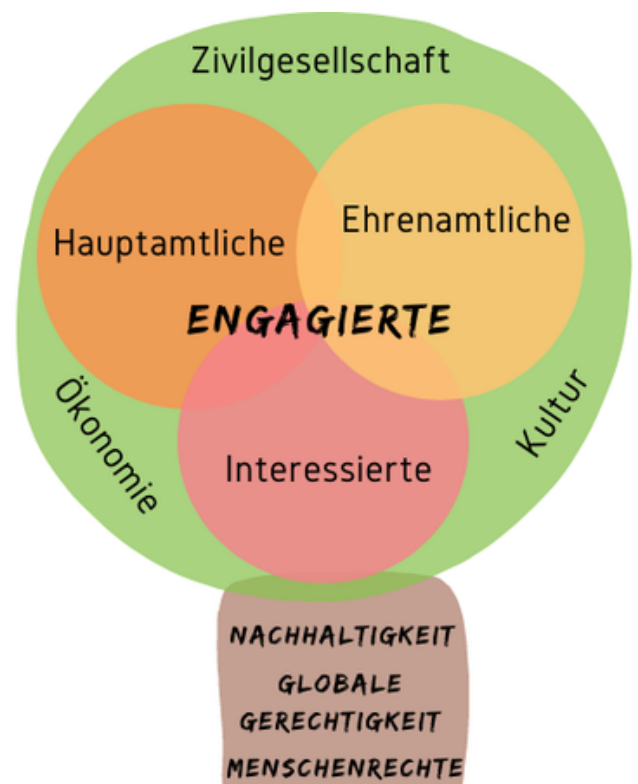 Zivilgesellschaft
Hauptamtliche
Ehrenamtliche
ENGAGIERTE
Ökonomie
Kultur
Interessierte
NACHHALTIGKEIT
GLOBALE
GERECHTIGKEIT
MENSCHENRECHTE